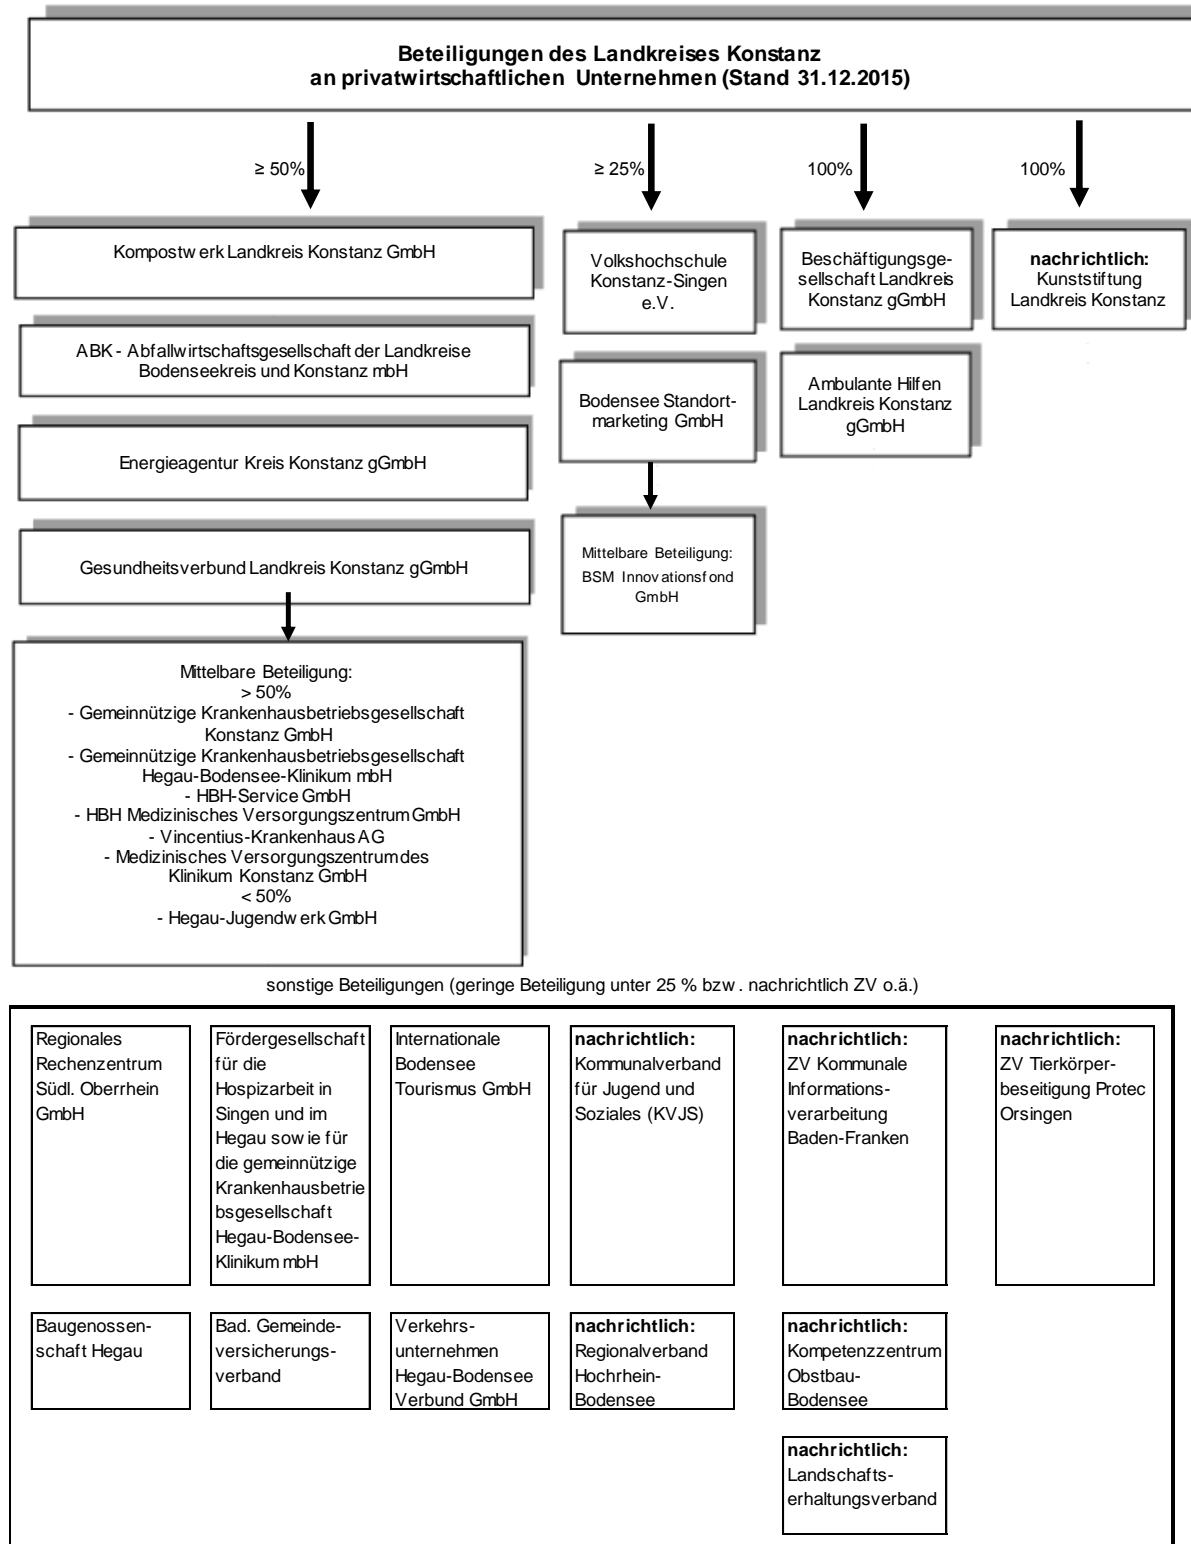 Beteiligungen des Landkreises Konstanz
an privatwirtschaftlichen Unternehmen (Stand 31.12.2015)
≥ 50%
≥ 25%
100%
100%
Kompostwerk Landkreis Konstanz GmbH
ABK - Abfallwirtschaftsgesellschaft der Landkreise
Bodenseekreis und Konstanz mbH
Energieagentur Kreis Konstanz gGmbH
Gesundheitsverbund Landkreis Konstanz gGmbH
Mittelbare Beteiligung:
> 50%
- Gemeinnützige Krankenhausbetriebsgesellschaft
Konstanz GmbH
- Gemeinnützige Krankenhausbetriebsgesellschaft
Hegau-Bodensee-Klinikum mbH
- HBH-Service GmbH
- HBH Medizinisches Versorgungszentrum GmbH
- Vincentius-Krankenhaus AG
- Medizinisches Versorgungszentrum des
Klinikum Konstanz GmbH
< 50%
- Hegau-Jugendwerk GmbH
Volkshochschule
Konstanz-Singen
e.V.
Bodensee Standort-
marketing GmbH
Mittelbare Beteiligung:
BSM Innovationsfond
GmbH
Beschäftigungsge-
sellschaft Landkreis
Konstanz gGmbH
Ambulante Hilfen
Landkreis Konstanz
gGmbH
nachrichtlich:
Kunststiftung
Landkreis Konstanz
sonstige Beteiligungen (geringe Beteiligung unter 25 % bzw. nachrichtlich ZV o.ä.)
Regionales
Rechenzentrum
Südl. Oberrhein
GmbH
Fördergesellschaft
für die
Hospizarbeit in
Singen und im
Hegau sowie für
die gemeinnützige
Krankenhausbetrie
bsgesellschaft
Hegau-Bodensee-
Klinikum mbH
Internationale
Bodensee
Tourismus GmbH
nachrichtlich:
Kommunalverband
für Jugend und
Soziales (KVJS)
nachrichtlich:
ZV Kommunale
Informations-
verarbeitung
Baden-Franken
nachrichtlich:
ZV Tierkörper-
beseitigung Protec
Orsingen
Baugenossen-
schaft Hegau
Bad. Gemeinde-
versicherungs-
verband
Verkehrs-
unternehmen
Hegau-Bodensee
Verbund GmbH
nachrichtlich:
Regionalverband
Hochrhein-
Bodensee
nachrichtlich:
Kompetenzzentrum
Obstbau-
Bodensee
nachrichtlich:
Landschafts-
erhaltungsverband